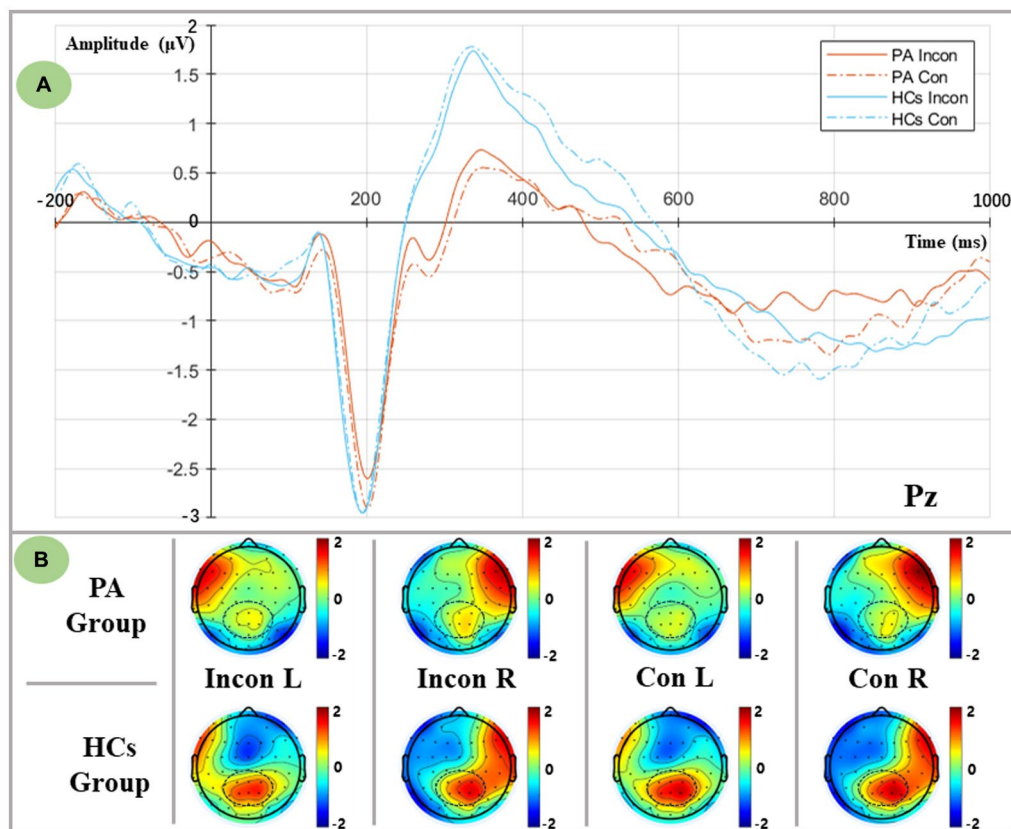 A
Amplitude (μV)
2
1.5
1
0.5
0
-0.5
-1
-1.5
-2
-2.5
-3
-200
200
400
600
800
1000
Time (ms)
PA Incon
PA Con
HCs Incon
HCs Con
Pz
B
PA
Group
2
0
-2
2
0
-2
2
0
-2
2
0
-2
Incon L
Incon R
Con L
Con R
HCs
Group
2
0
-2
2
0
-2
2
0
-2
2
0
-2